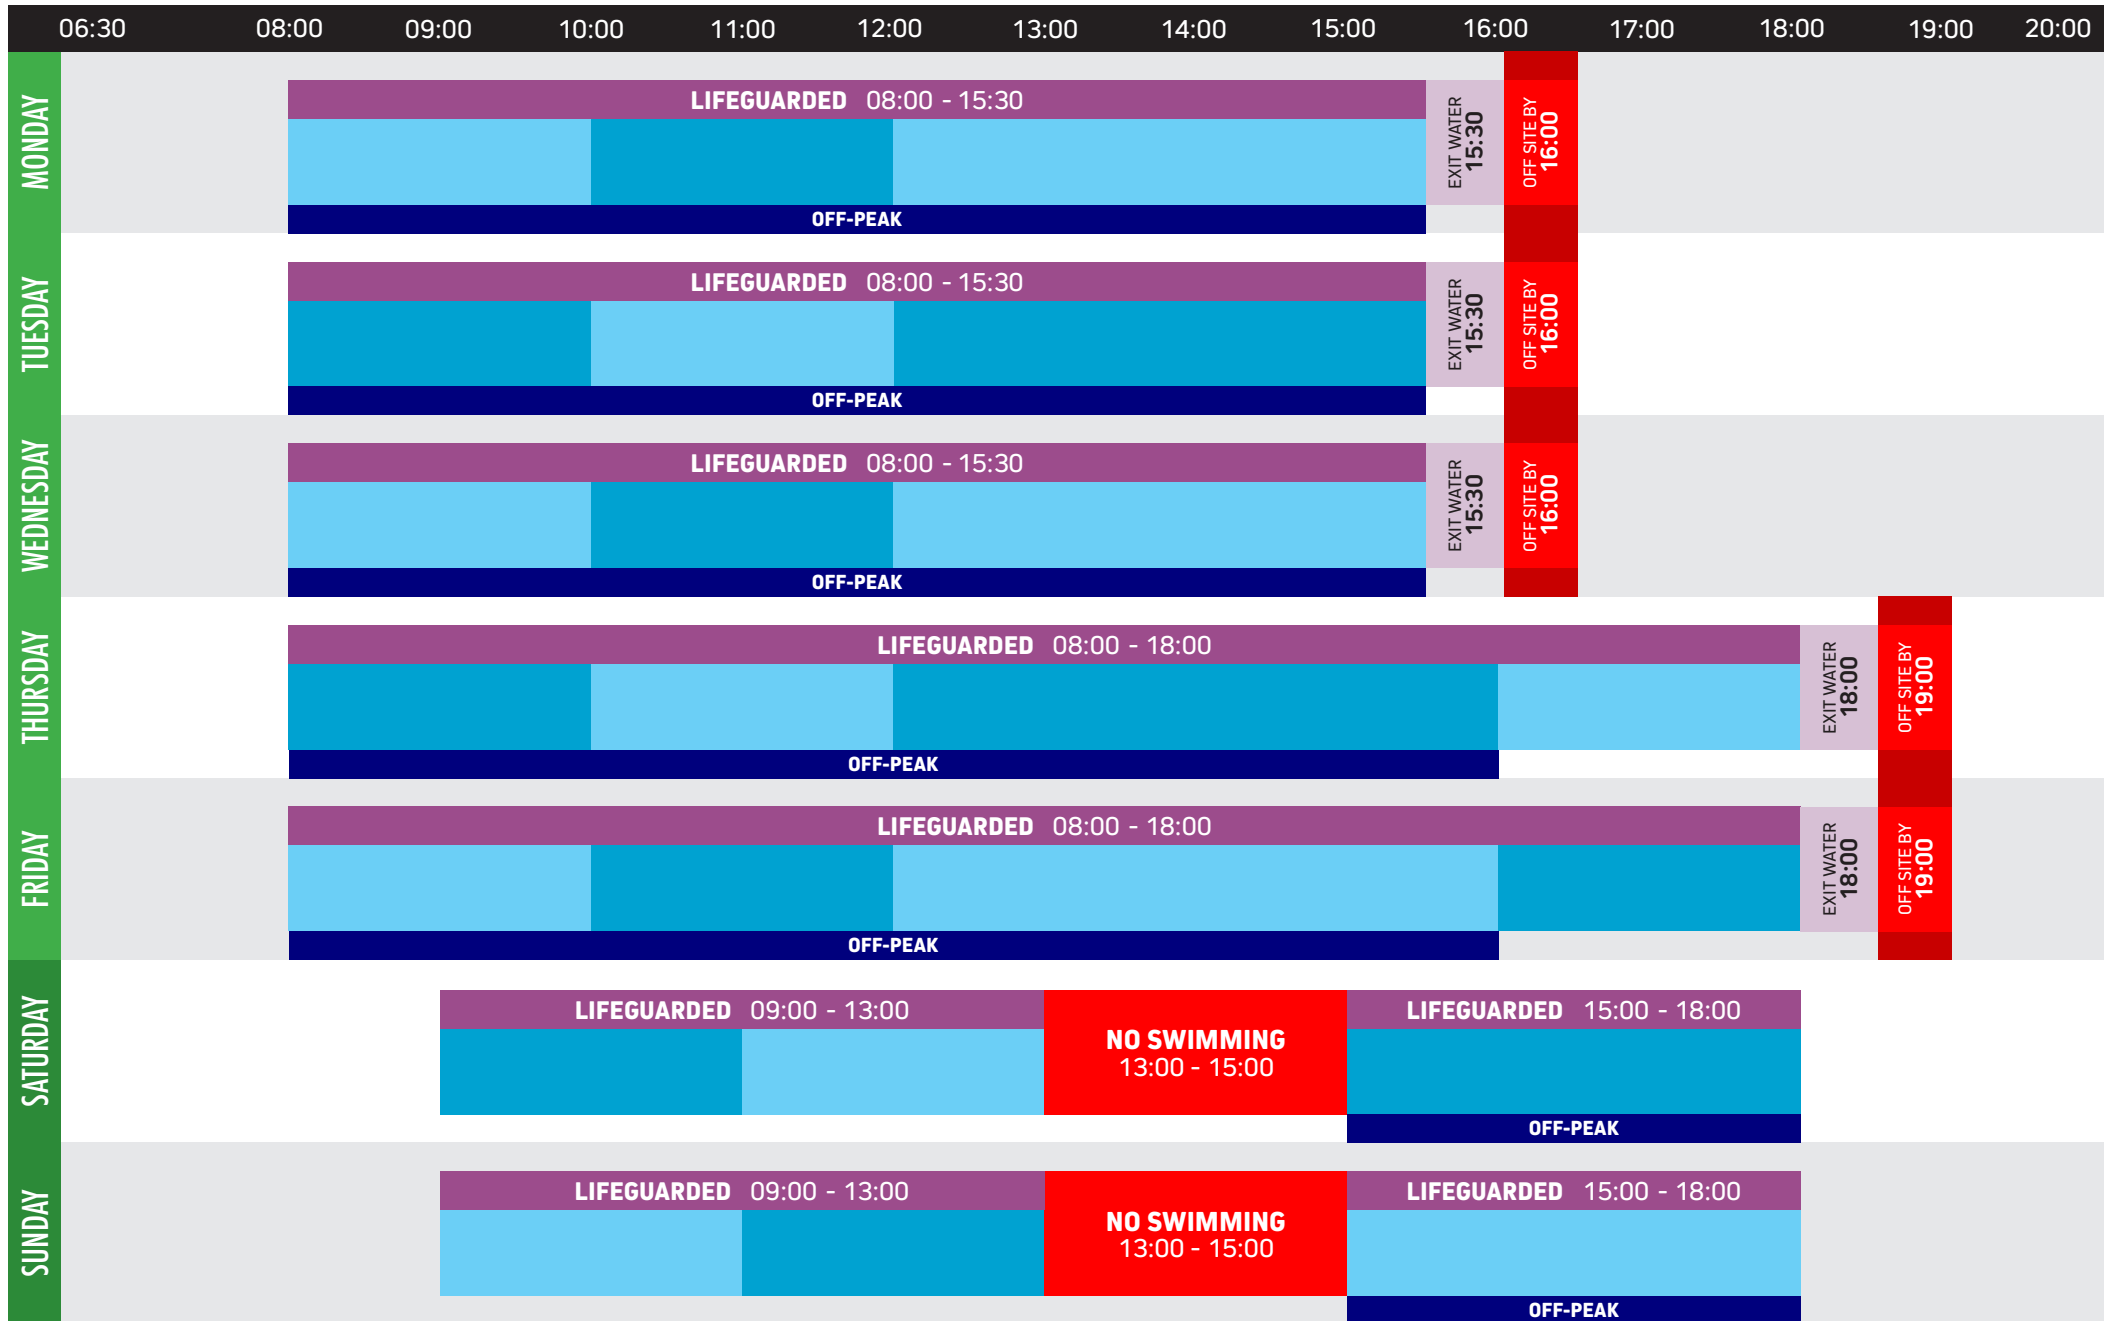 06:30 08:00 09:00 10:00 11:00 12:00 13:00 14:00 15:00 16:00 17:00 18:00 19:00 20:00
MONDAY
LIFEGUARDED 08:00 - 15:30
OFF-PEAK
EXIT WATER
15:30
OFF SITE BY
16:00
TUESDAY
LIFEGUARDED 08:00 - 15:30
OFF-PEAK
EXIT WATER
15:30
OFF SITE BY
16:00
WEDNESDAY
LIFEGUARDED 08:00 - 15:30
OFF-PEAK
EXIT WATER
15:30
OFF SITE BY
16:00
THURSDAY
LIFEGUARDED 08:00 - 18:00
OFF-PEAK
EXIT WATER
18:00
OFF SITE BY
19:00
FRIDAY
LIFEGUARDED 08:00 - 18:00
OFF-PEAK
EXIT WATER
18:00
OFF SITE BY
19:00
SATURDAY
LIFEGUARDED 09:00 - 13:00
NO SWIMMING
13:00 - 15:00
LIFEGUARDED 15:00 - 18:00
OFF-PEAK
SUNDAY
LIFEGUARDED 09:00 - 13:00
NO SWIMMING
13:00 - 15:00
LIFEGUARDED 15:00 - 18:00
OFF-PEAK